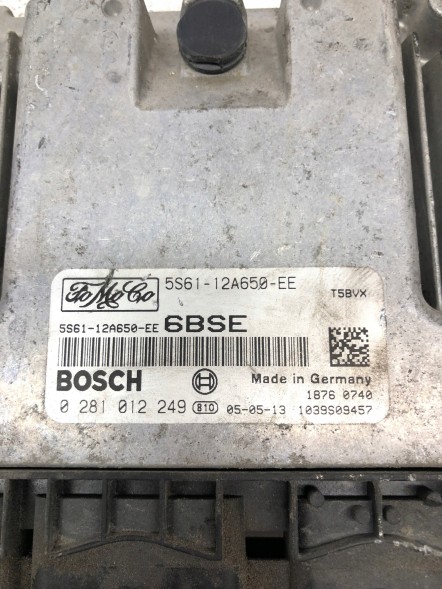 FoMoCo 5S61-12A650-EE
T5BVX
5S61-12A650-EE 6BSE
BOSCH Made in Germany
1876 0740
0 281 012 249 810 05-05-13 1039S09457